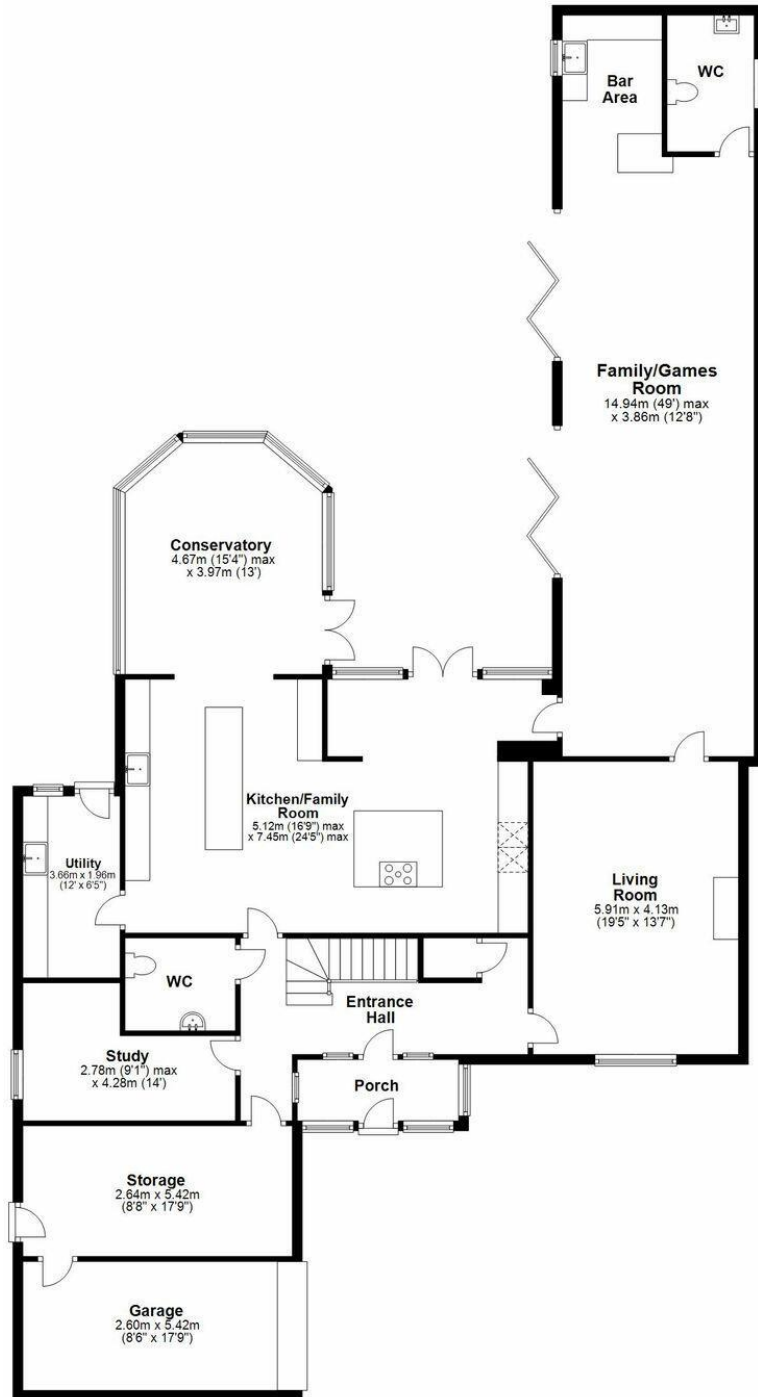 Bar
Area
WC
Family/Games
Room
14.94m (49') max
x 3.86m (12'8")
Conservatory
4.67m (15'4") max
x 3.97m (13')
Kitchen/Family
Room
5.12m (16'9") max
x 7.45m (24'5") max
Utility
3.66m x 1.96m
(12' x 6'5")
Living
Room
5.91m x 4.13m
(19'5" x 13'7")
WC
Entrance
Hall
Study
2.78m (9'1") max
x 4.28m (14')
Porch
Storage
2.64m x 5.42m
(8'8" x 17'9")
Garage
2.60m x 5.42m
(8'6" x 17'9")